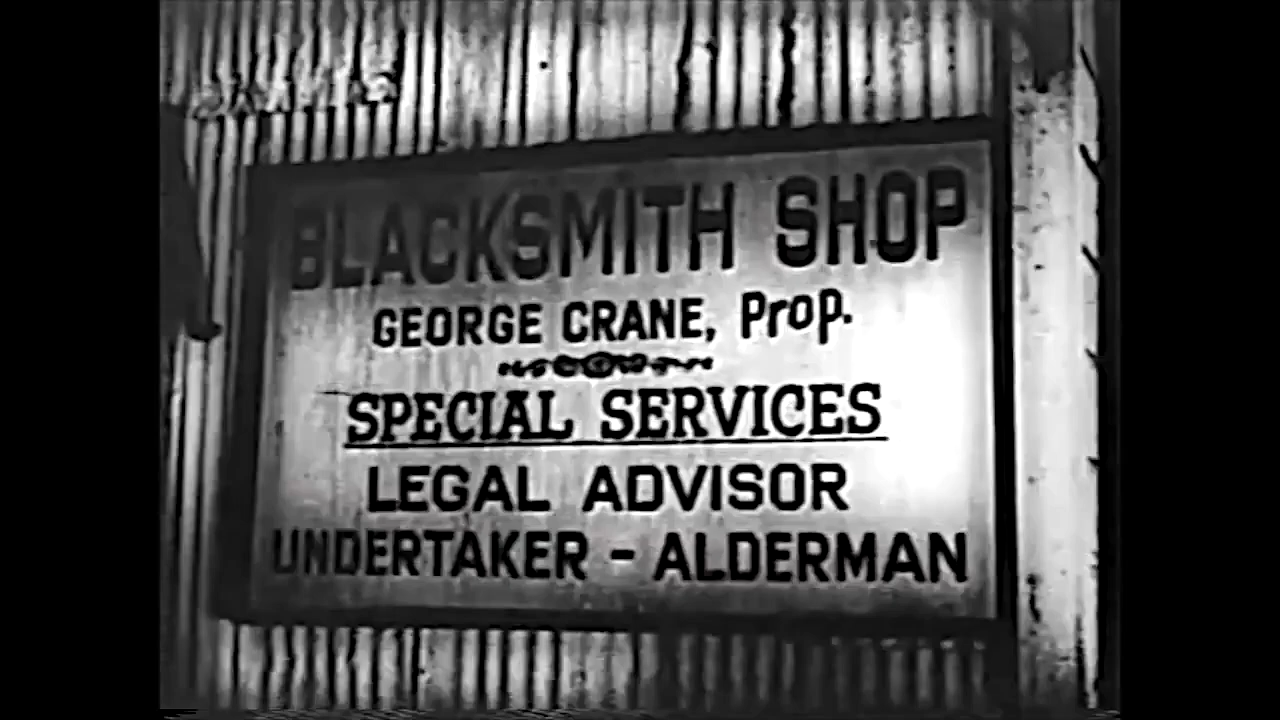 BLACKSMITH SHOP
GEORGE CRANE, Prop.
SPECIAL SERVICES
LEGAL ADVISOR
UNDERTAKER - ALDERMAN